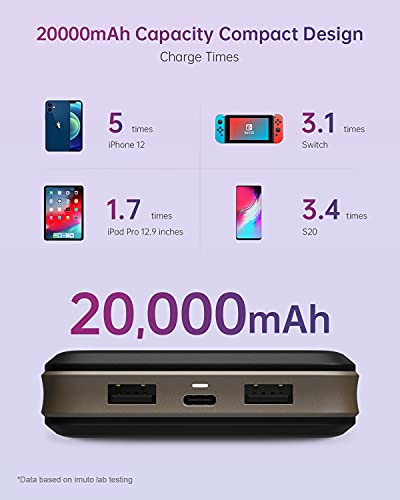 20000mAh Capacity Compact Design
Charge Times
5 times
iPhone 12
3.1 times
Switch
1.7 times
iPad Pro 12.9 inches
3.4 times
S20
20,000mAh
*Data based on imuto lab testing